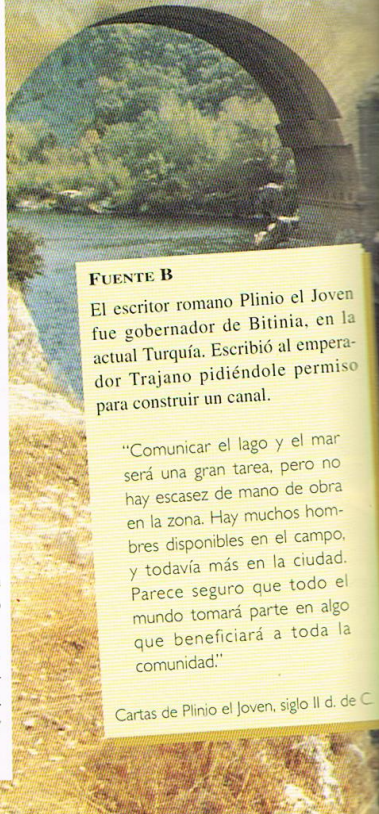 FUENTE B
El escritor romano Plinio el Joven
fue gobernador de Bitinia, en la
actual Turquía. Escribió al empera-
dor Trajano pidiéndole permiso
para construir un canal.
“Comunicar el lago y el mar
será una gran tarea, pero no
hay escasez de mano de obra
en la zona. Hay muchos hom-
bres disponibles en el campo,
y todavía más en la ciudad.
Parece seguro que todo el
mundo tomará parte en algo
que beneficiará a toda la
comunidad.”
Cartas de Plinio el Joven, siglo II d. de C